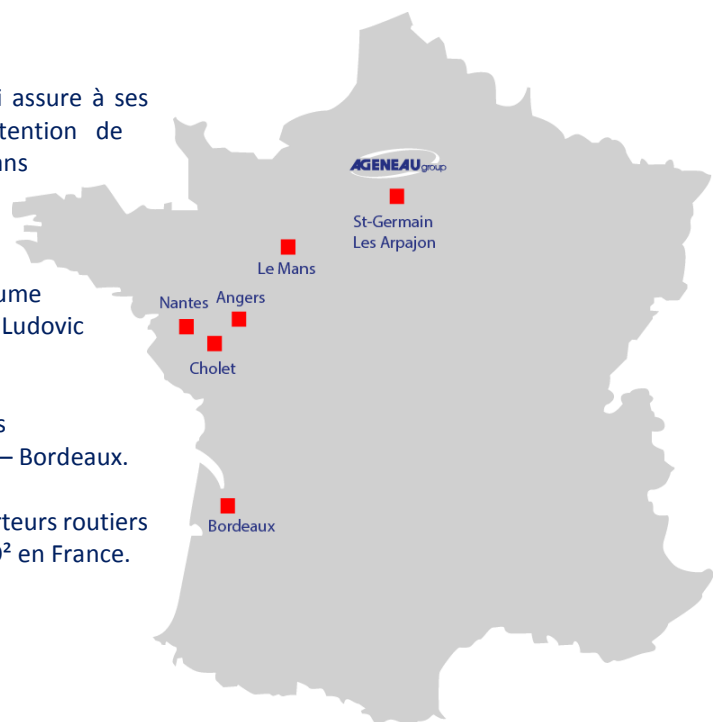 i assure à ses
tention de
ans
ume
Ludovic
s
– Bordeaux.
rteurs routiers
² en France.
AGENEAU group
St-Germain
Les Arpajon
Le Mans
Nantes
Angers
Cholet
Bordeaux